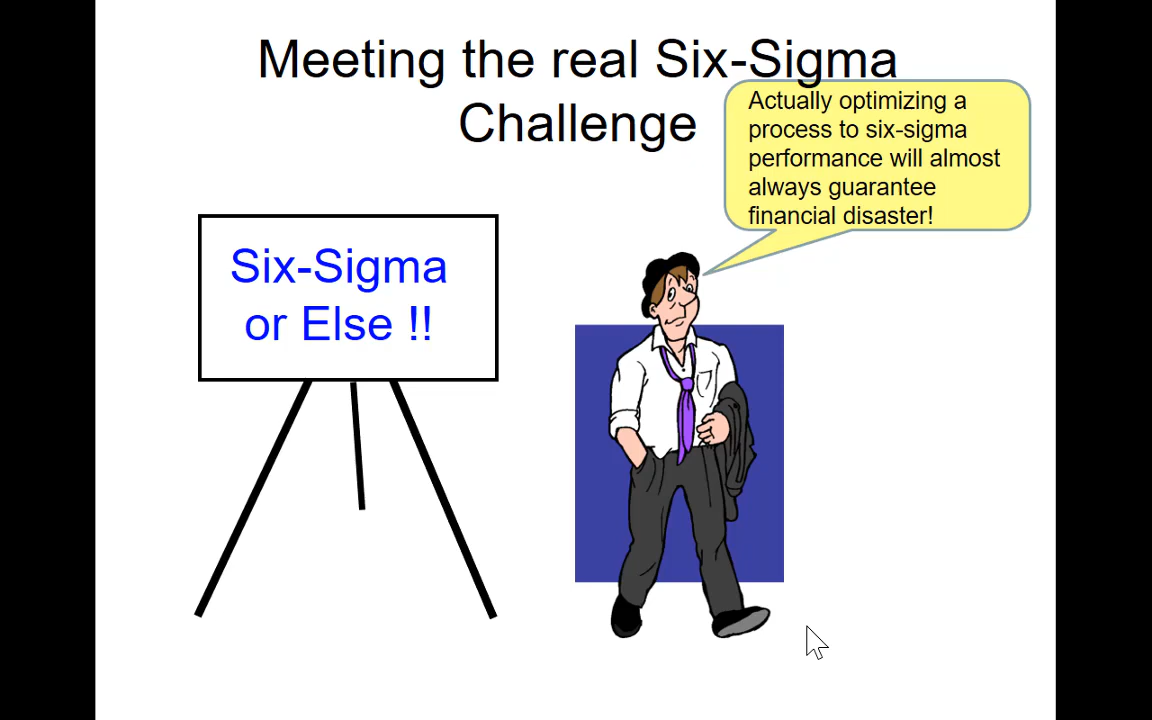 Meeting the real Six-Sigma
Challenge
Actually optimizing a
process to six-sigma
performance will almost
always guarantee
financial disaster!
Six-Sigma
or Else !!